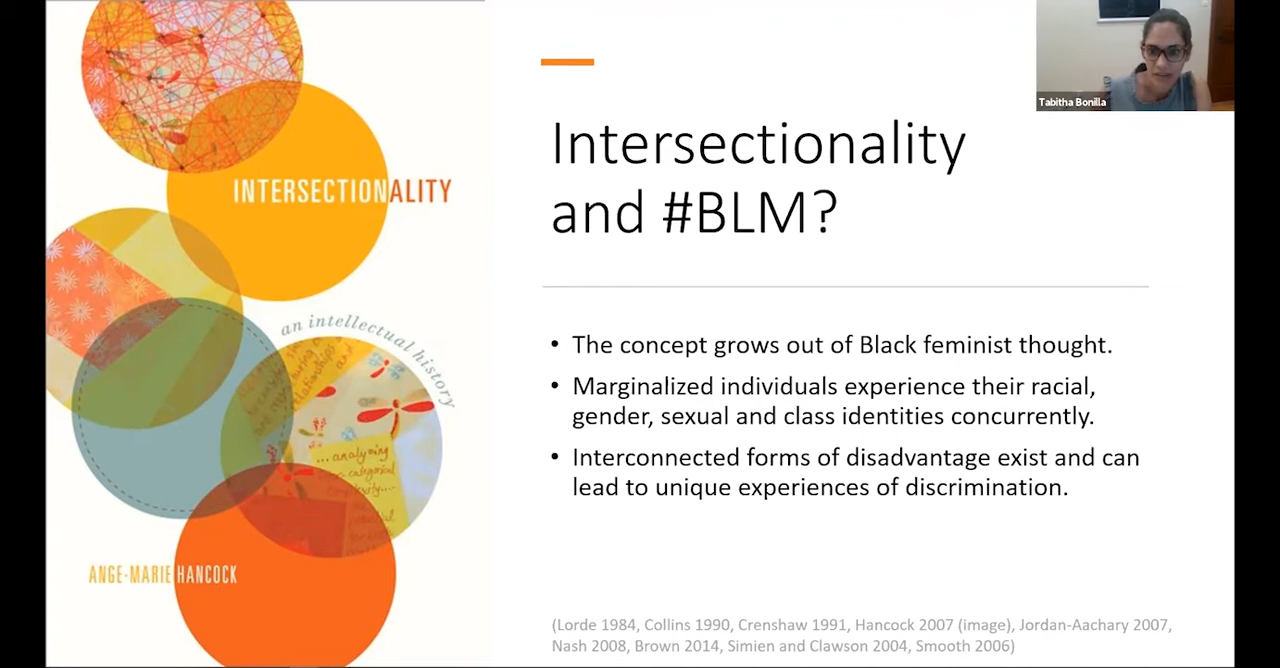 INTERSECTIONALITY
an intellectual history
...analysing
categorical
ANGE-MARIE HANCOCK
Intersectionality
and #BLM?
• The concept grows out of Black feminist thought.
• Marginalized individuals experience their racial,
gender, sexual and class identities concurrently.
• Interconnected forms of disadvantage exist and can
lead to unique experiences of discrimination.
(Lorde 1984, Collins 1990, Crenshaw 1991, Hancock 2007 (image), Jordan-Aachary 2007,
Nash 2008, Brown 2014, Simien and Clawson 2004, Smooth 2006)
Tabitha Bonilla